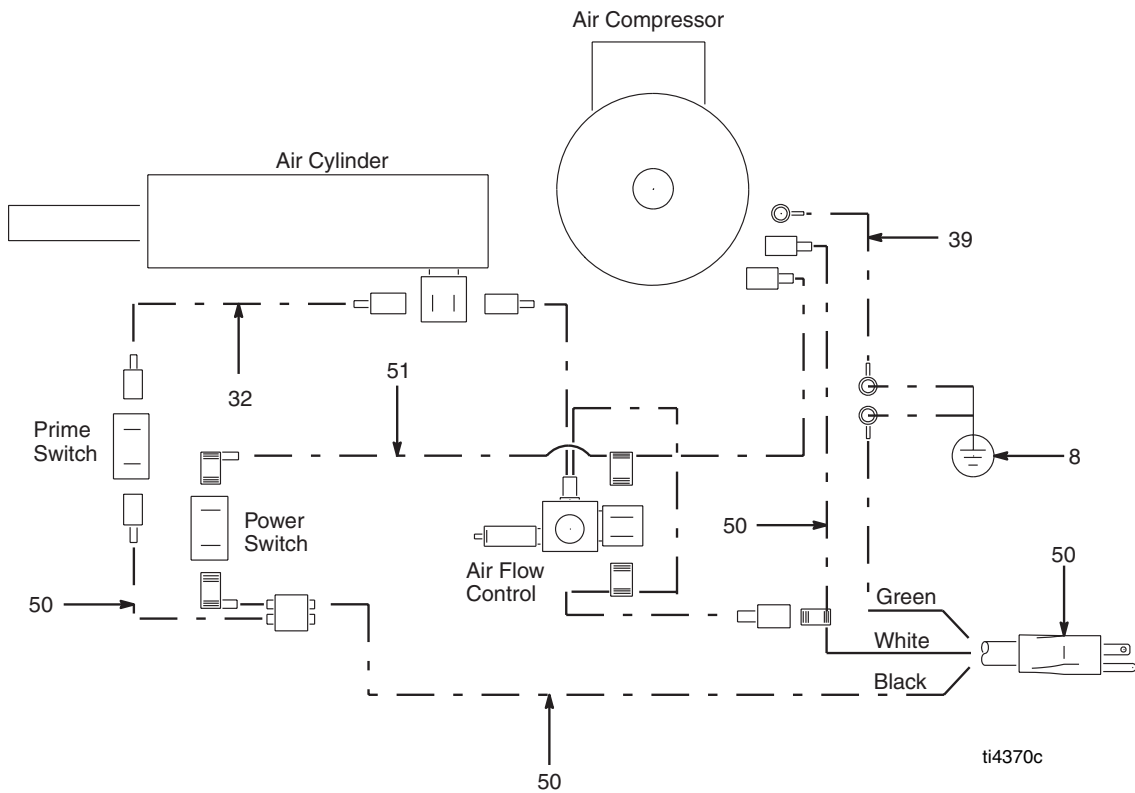 Air Compressor
Air Cylinder
39
51
32
Prime
Switch
8
Power
Switch
50
Air Flow
Control
50
50
Green
White
Black
50
ti4370c